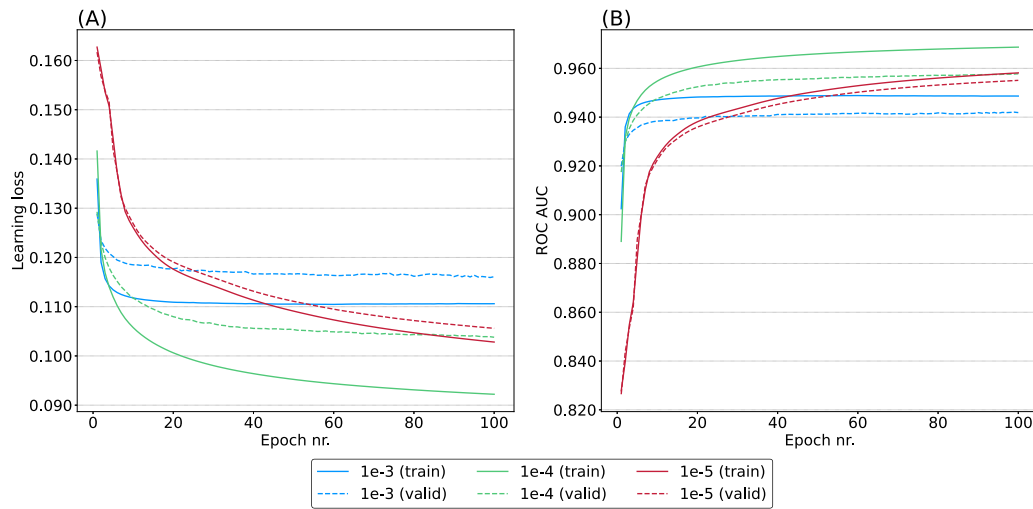 (A)
(B)
0.160
0.150
0.140
0.130
0.120
0.110
0.100
0.090
Learning loss
0 20 40 60 80 100
Epoch nr.
0.960
0.940
0.920
0.900
0.880
0.860
0.840
0.820
ROC AUC
0 20 40 60 80 100
Epoch nr.
1e-3 (train) 1e-4 (train) 1e-5 (train)
1e-3 (valid) 1e-4 (valid) 1e-5 (valid)